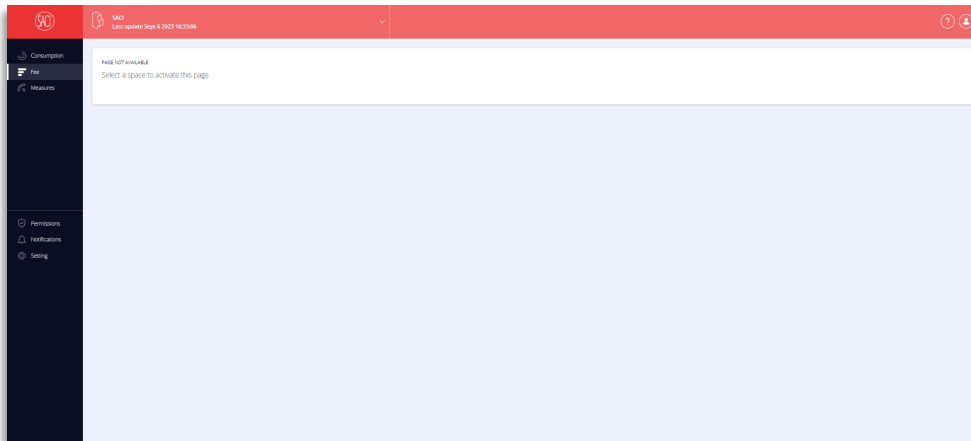 SACI
SACI
Last update Sept 6 2023 10:33:06
?
Consumption
Fee
Measures
PAGE NOT AVAILABLE
Select a space to activate this page
Permissions
Notifications
Setting